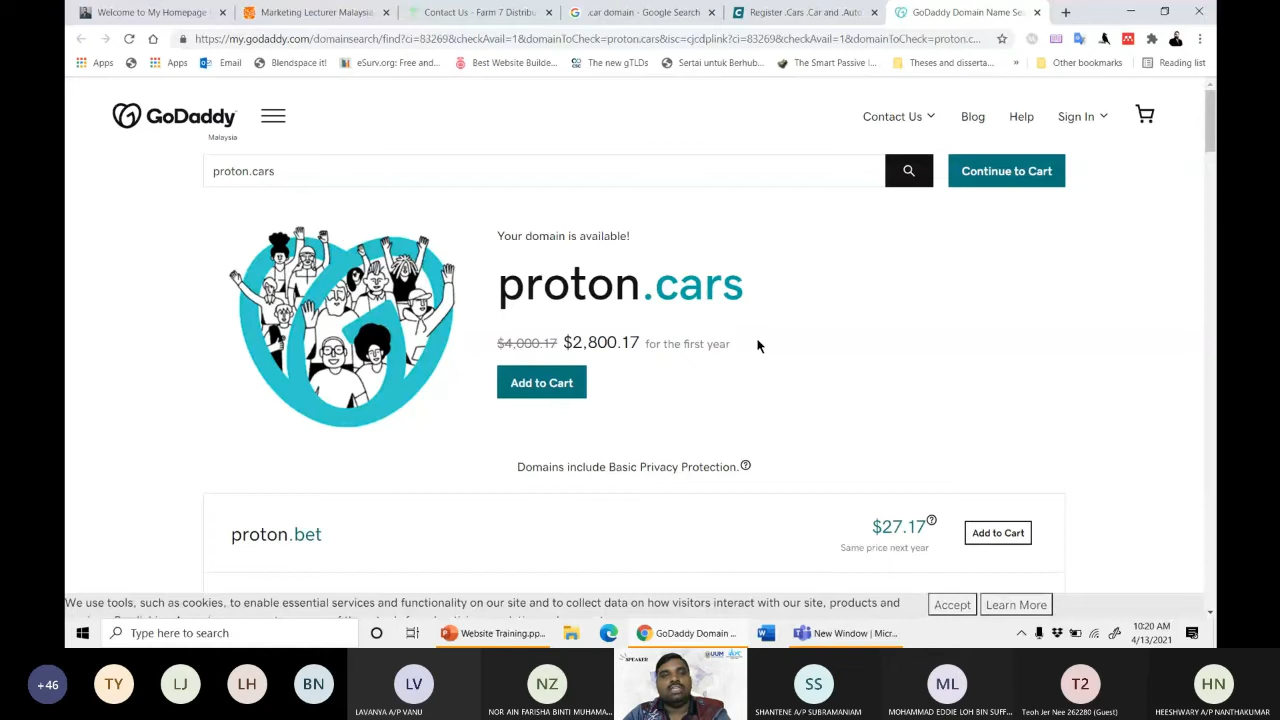 Welcome to My Homepage
Marketing Lecturer Malaysia
Contact Us - Farm 7 Distribu
.car domain - Google Search
Register .Cars .Car and .Auto
GoDaddy Domain Name Se
https://my.godaddy.com/domainsearch/find?ci=83269&checkAvail=1&domainToCheck=proton.cars&isc=gcdplink?ci=83269&checkAvail=1&domainToCheck=proton.c...
Apps
Apps
Email
Blendspace it!
eSurv.org: Free and...
Best Website Builde...
The new gTLDs
Sertai untuk Berhub...
The Smart Passive I...
Theses and disserta...
»
Other bookmarks
Reading list
GoDaddy
Malaysia
Contact Us
Blog
Help
Sign In
proton.cars
Continue to Cart
Your domain is available!
proton.cars
$4,000.17 $2,800.17 for the first year
Add to Cart
Domains include Basic Privacy Protection.
proton.bet
$27.17
Same price next year
Add to Cart
We use tools, such as cookies, to enable essential services and functionality on our site and to collect data on how visitors interact with our site, products and
Accept
Learn More
Type here to search
Website Training.pp...
GoDaddy Domain ...
New Window | Micr...
10:20 AM
4/13/2021
+46
TY
LJ
LH
BN
LV
LAVANYA A/P VANU
NZ
NOR AIN FARISHA BINTI MUHAMA...
SPEAKER
UUM
SS
SHANTENE A/P SUBRAMANIAM
ML
MOHAMMAD EDDIE LOH BIN SUFF...
T2
Teoh Jer Nee 262280 (Guest)
HN
HEESHWARY A/P NANTHAKUMAR